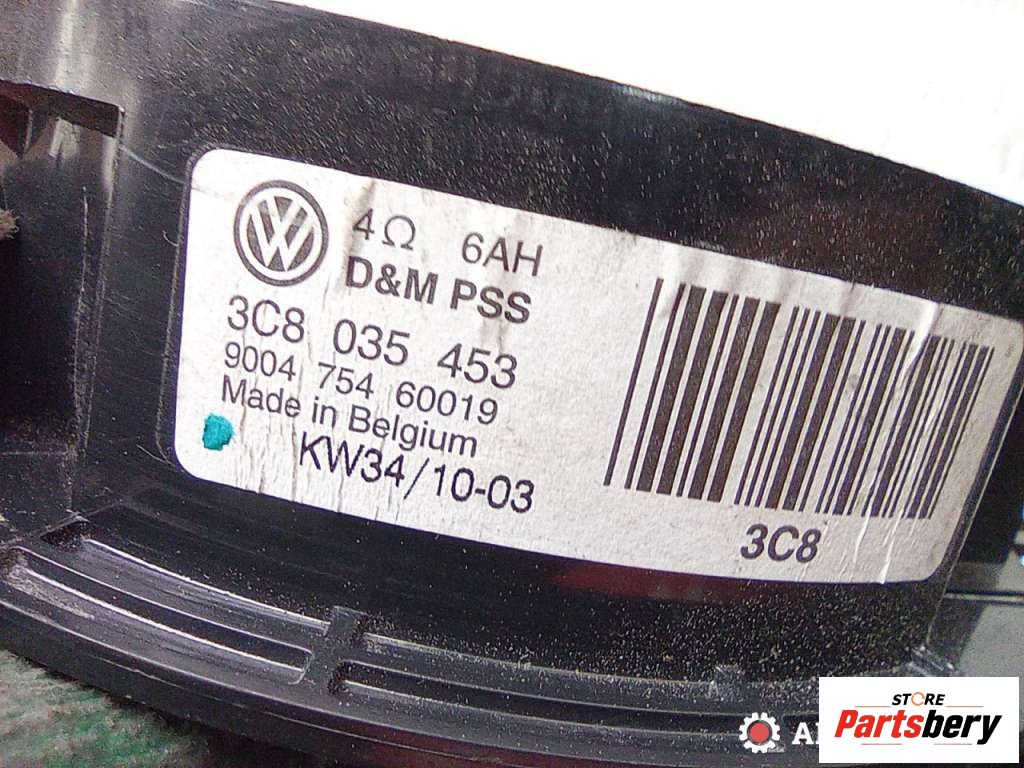 4Ω 6AH
D&M PSS
3C8 035 453
9004 754 60019
Made in Belgium
KW34/10-03
3C8
STORE
Partsbery